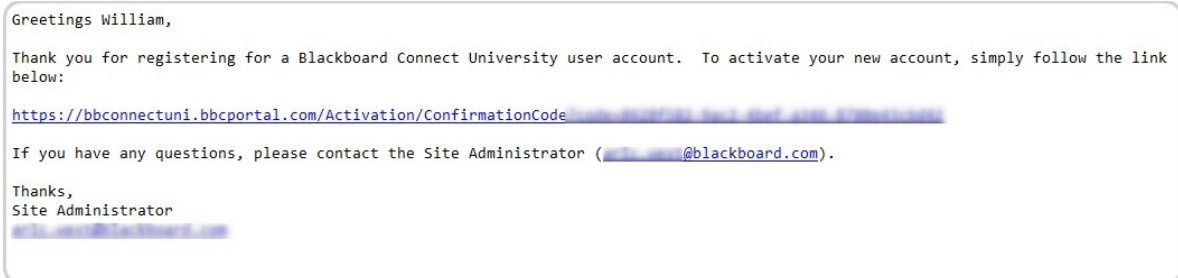 Greetings William,
Thank you for registering for a Blackboard Connect University user account.  To activate your new account, simply follow the link
below:
https://bbconnectuni.bbcportal.com/Activation/ConfirmationCode
If you have any questions, please contact the Site Administrator ( @blackboard.com).
Thanks,
Site Administrator